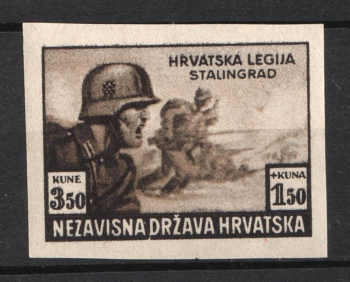 HRVATSKA LEGIJA
STALINGRAD
KUNE
3 50
+KUNA
1 50
NEZAVISNA DRŽAVA HRVATSKA